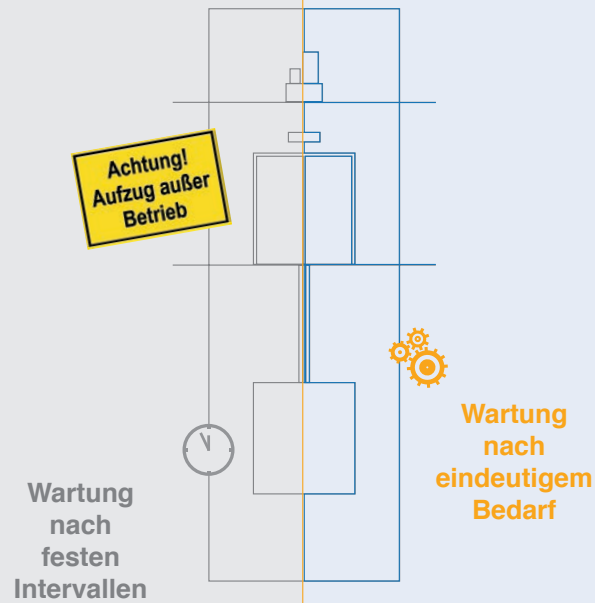 Achtung!
Aufzug außer
Betrieb
Wartung
nach
eindeutigem
Bedarf
Wartung
nach
festen
Intervallen